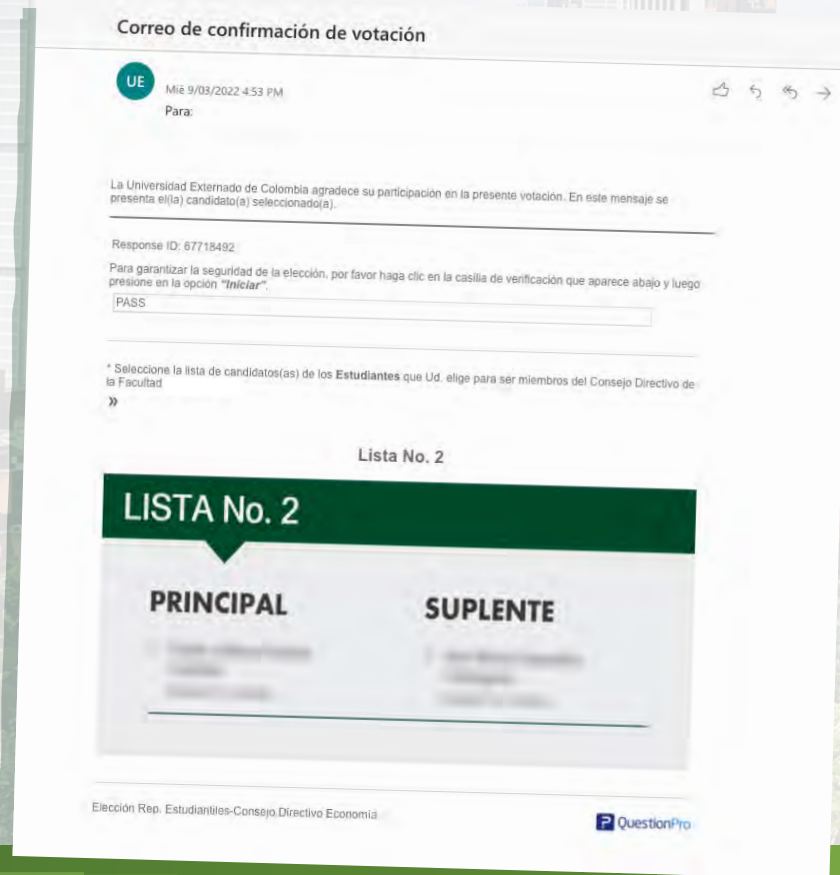 Correo de confirmación de votación
UE
Mié 9/03/2022 4:53 PM
Para:
La Universidad Externado de Colombia agradece su participación en la presente votación. En este mensaje se
presenta el(la) candidato(a) seleccionado(a).
Response ID: 67718492
Para garantizar la seguridad de la elección, por favor haga clic en la casilla de verificación que aparece abajo y luego
presione en la opción "Iniciar".
PASS
* Seleccione la lista de candidatos(as) de los Estudiantes que Ud. elige para ser miembros del Consejo Directivo de
la Facultad
»
Lista No. 2
LISTA No. 2
PRINCIPAL
SUPLENTE
Elección Rep. Estudiantiles-Consejo Directivo Economía
QuestionPro